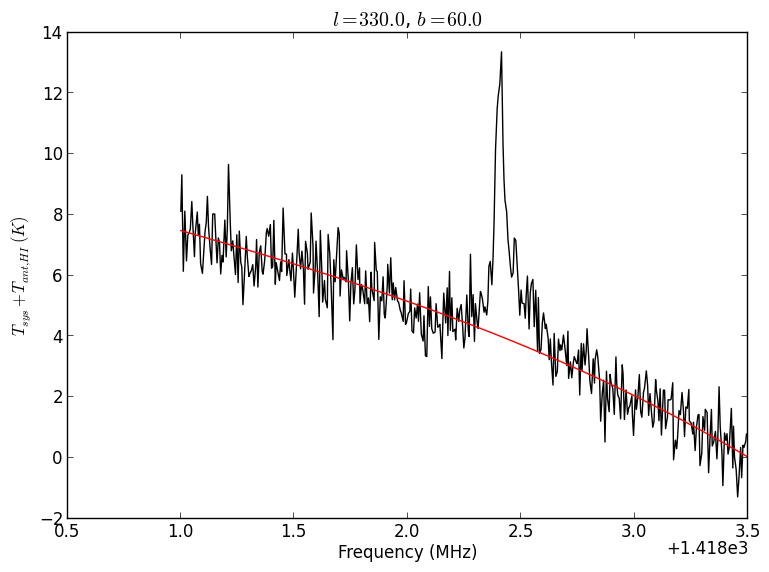 l = 330.0, b = 60.0
14
12
10
8
6
4
2
0
−2
T_sys + T_ant,HI (K)
0.5 1.0 1.5 2.0 2.5 3.0 3.5
Frequency (MHz)
+1.418e3